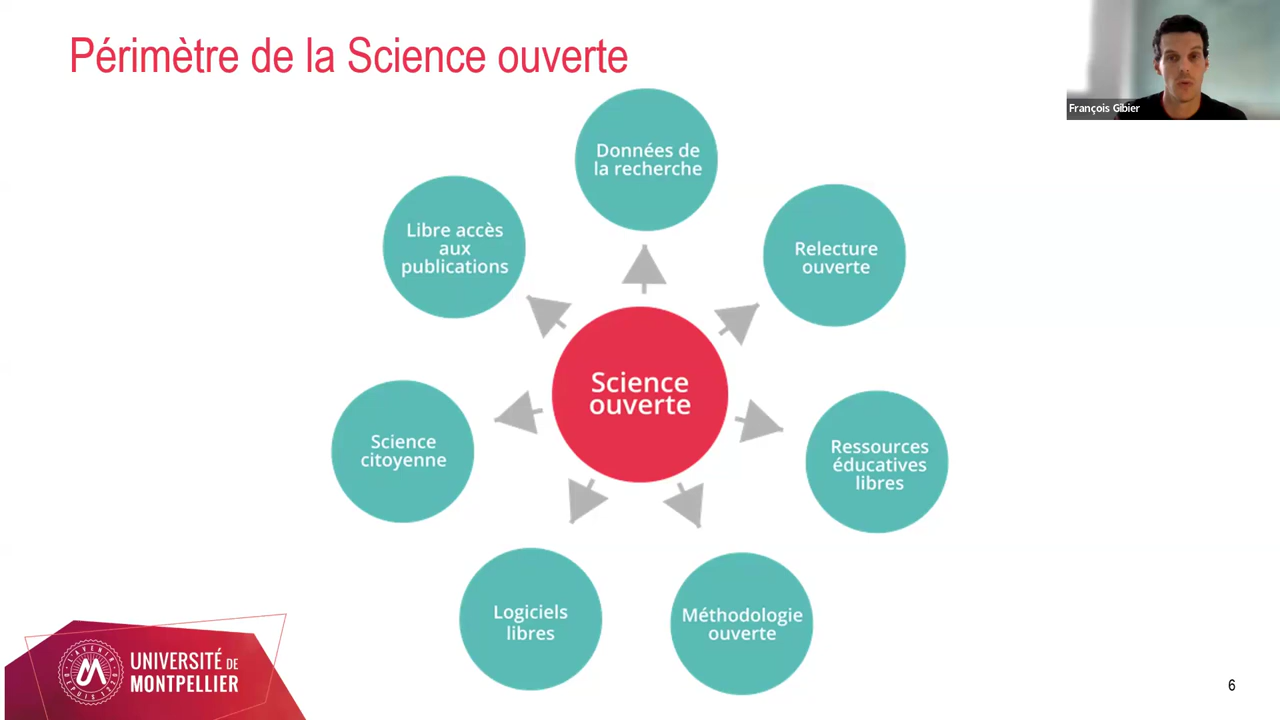 Périmètre de la Science ouverte
François Gibier
Données de
la recherche
Libre accès
aux
publications
Relecture
ouverte
Science
ouverte
Science
citoyenne
Ressources
éducatives
libres
Logiciels
libres
Méthodologie
ouverte
UNIVERSITÉ DE
MONTPELLIER
6